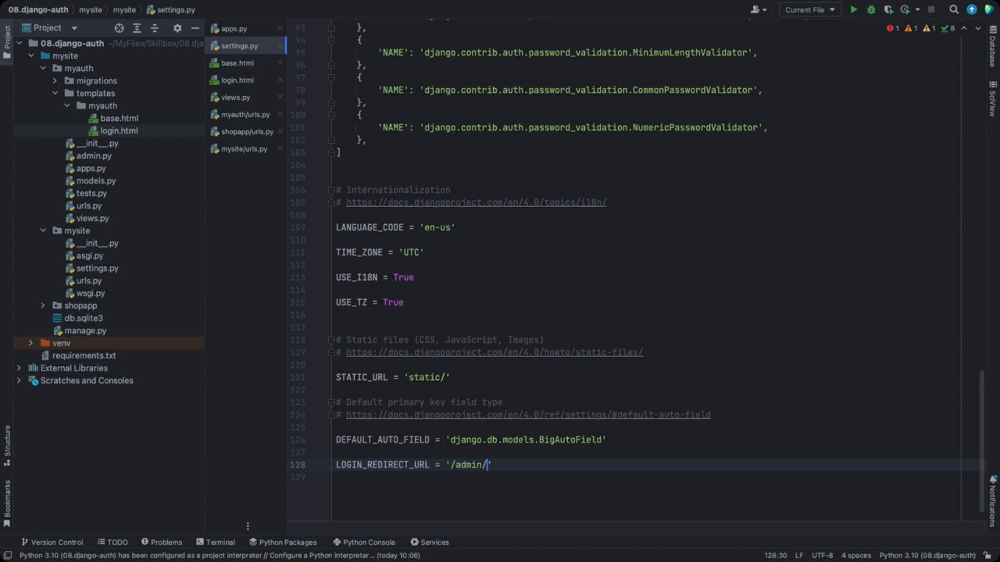 08.django-auth mysite mysite settings.py
Current File
Project
08.django-auth ~/MyFiles/Skillbox/08.dja
mysite
myauth
migrations
templates
myauth
base.html
login.html
__init__.py
admin.py
apps.py
models.py
tests.py
urls.py
views.py
mysite
__init__.py
asgi.py
settings.py
urls.py
wsgi.py
shopapp
db.sqlite3
manage.py
venv
requirements.txt
External Libraries
Scratches and Consoles
Project
Structure
Bookmarks
apps.py
settings.py
base.html
login.html
views.py
myauth/urls.py
shopapp/urls.py
mysite/urls.py
1 1 1 8
93 },
94 {
95 'NAME': 'django.contrib.auth.password_validation.MinimumLengthValidator',
96 },
97 {
98 'NAME': 'django.contrib.auth.password_validation.CommonPasswordValidator',
99 },
100 {
101 'NAME': 'django.contrib.auth.password_validation.NumericPasswordValidator',
102 },
103 ]
104
105
106 # Internationalization
107 # https://docs.djangoproject.com/en/4.0/topics/i18n/
108
109 LANGUAGE_CODE = 'en-us'
110
111 TIME_ZONE = 'UTC'
112
113 USE_I18N = True
114
115 USE_TZ = True
116
117
118 # Static files (CSS, JavaScript, Images)
119 # https://docs.djangoproject.com/en/4.0/howto/static-files/
120
121 STATIC_URL = 'static/'
122
123 # Default primary key field type
124 # https://docs.djangoproject.com/en/4.0/ref/settings/#default-auto-field
125
126 DEFAULT_AUTO_FIELD = 'django.db.models.BigAutoField'
127
128 LOGIN_REDIRECT_URL = '/admin/'
129
Database
SciView
Notifications
Version Control TODO Problems Terminal Python Packages Python Console Services
Python 3.10 (08.django-auth) has been configured as a project interpreter // Configure a Python interpreter... (today 10:06) 128:30 LF UTF-8 4 spaces Python 3.10 (08.django-auth)